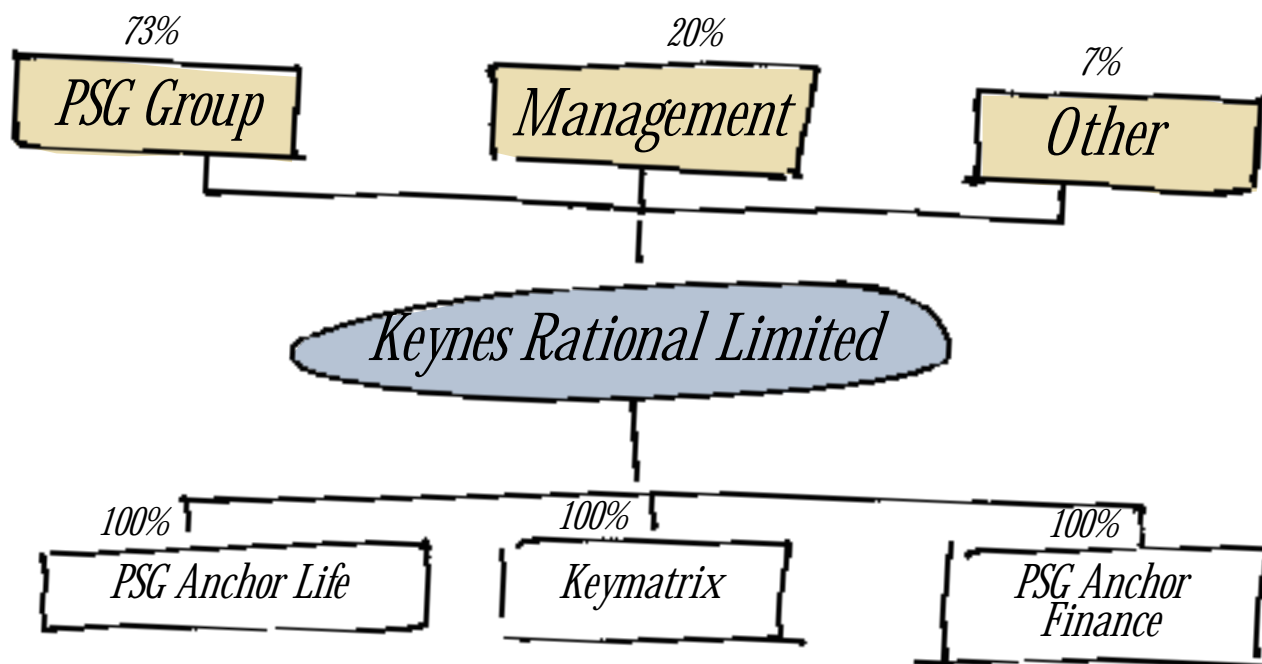 73%
20%
7%
PSG Group
Management
Other
Keynes Rational Limited
100%
100%
100%
PSG Anchor Life
Keymatrix
PSG Anchor
Finance